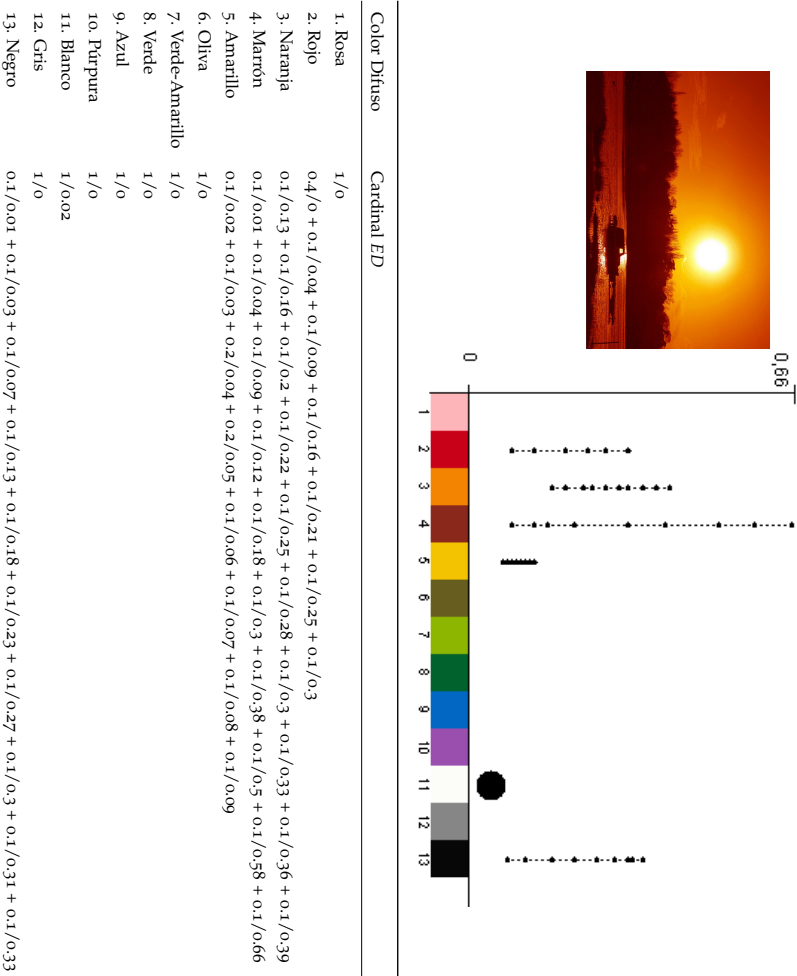 0,66
0
1
2
3
4
5
6
7
8
9
10
11
12
13
Color Difuso Cardinal ED
1. Rosa 1/0
2. Rojo 0.4/0 + 0.1/0.04 + 0.1/0.09 + 0.1/0.16 + 0.1/0.21 + 0.1/0.25 + 0.1/0.3
3. Naranja 0.1/0.13 + 0.1/0.16 + 0.1/0.2 + 0.1/0.22 + 0.1/0.25 + 0.1/0.28 + 0.1/0.3 + 0.1/0.33 + 0.1/0.36 + 0.1/0.39
4. Marrón 0.1/0.01 + 0.1/0.04 + 0.1/0.09 + 0.1/0.12 + 0.1/0.18 + 0.1/0.3 + 0.1/0.38 + 0.1/0.5 + 0.1/0.58 + 0.1/0.66
5. Amarillo 0.1/0.02 + 0.1/0.03 + 0.2/0.04 + 0.2/0.05 + 0.1/0.06 + 0.1/0.07 + 0.1/0.08 + 0.1/0.09
6. Oliva 1/0
7. Verde-Amarillo 1/0
8. Verde 1/0
9. Azul 1/0
10. Púrpura 1/0
11. Blanco 1/0.02
12. Gris 1/0
13. Negro 0.1/0.01 + 0.1/0.03 + 0.1/0.07 + 0.1/0.13 + 0.1/0.18 + 0.1/0.23 + 0.1/0.27 + 0.1/0.3 + 0.1/0.31 + 0.1/0.33